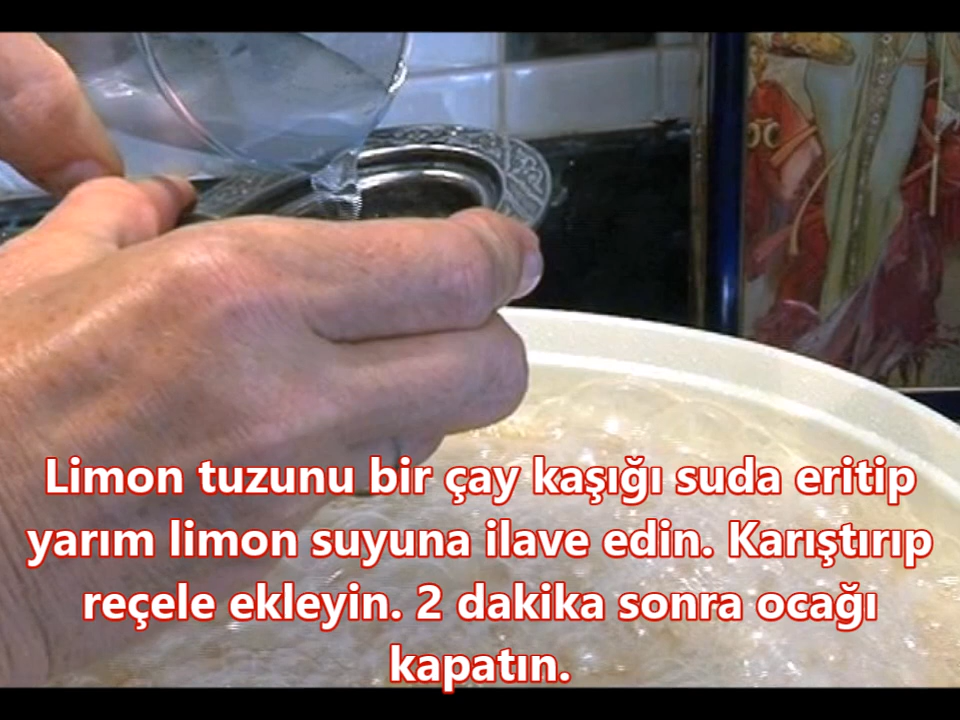 Limon tuzunu bir çay kaşığı suda eritip
yarım limon suyuna ilave edin. Karıştırıp
reçele ekleyin. 2 dakika sonra ocağı
kapatın.